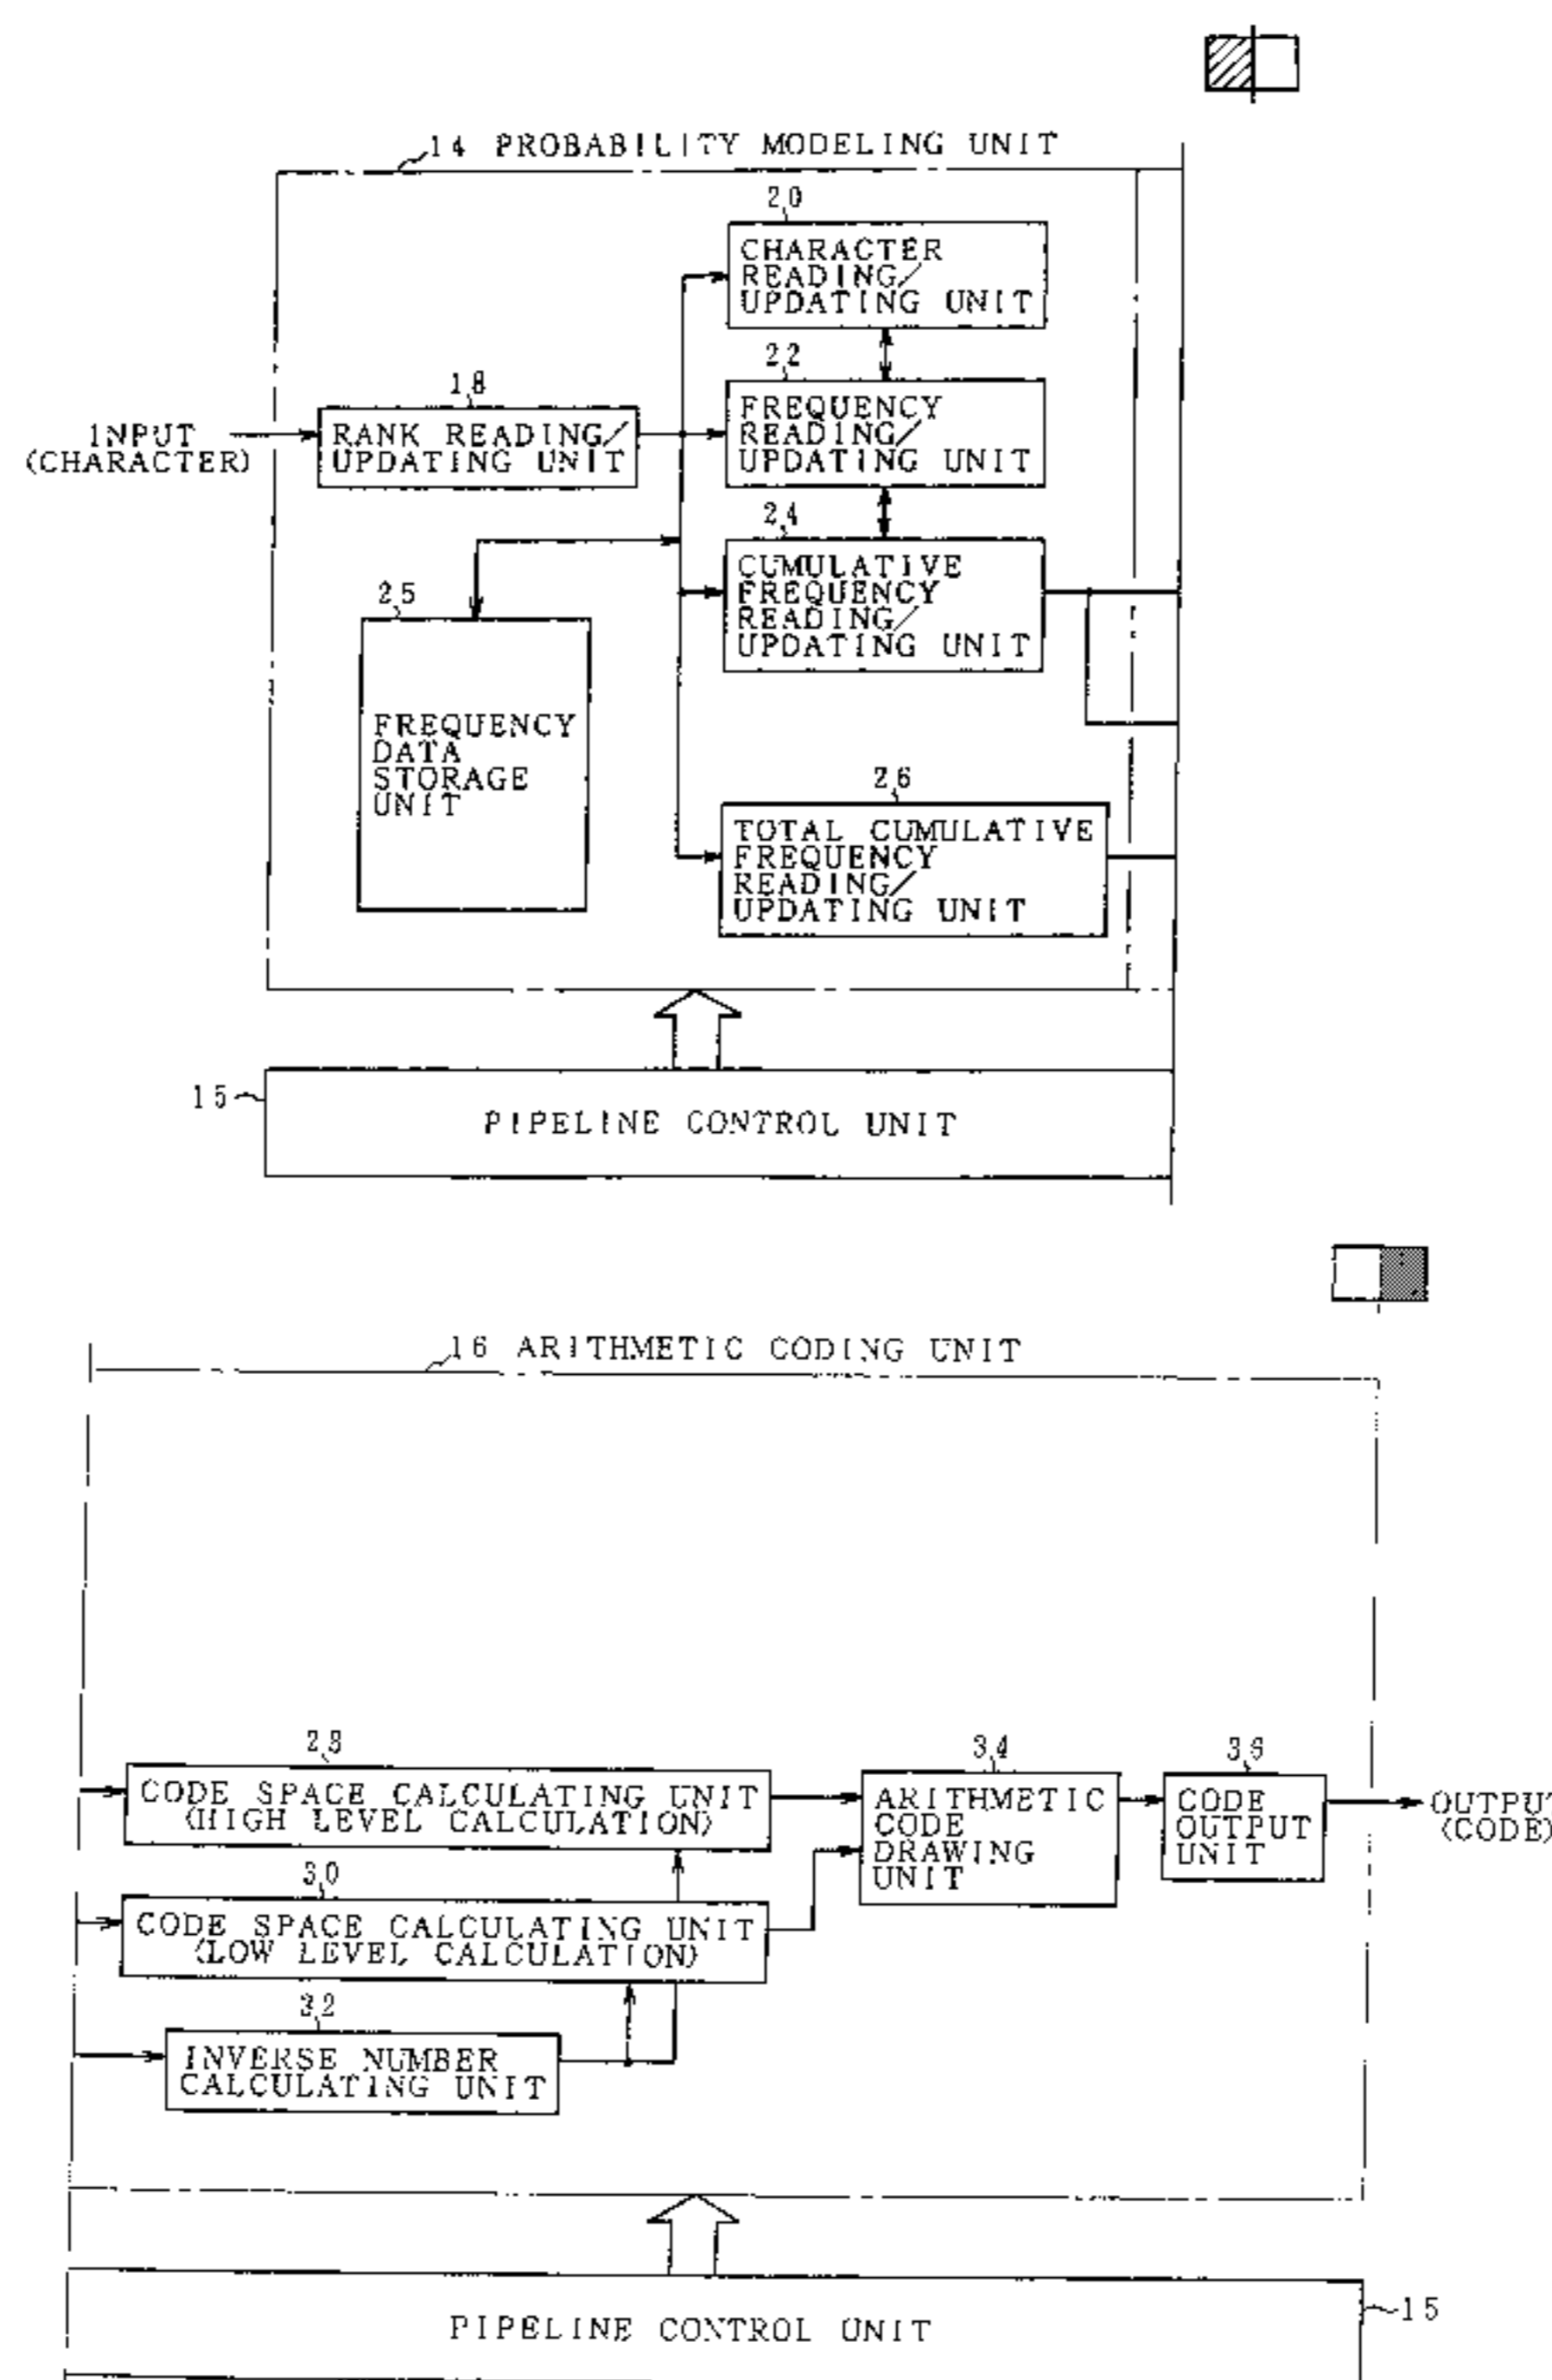 14 PROBABILITY MODELING UNIT
20
CHARACTER
READING/
UPDATING UNIT
22
FREQUENCY
READING/
UPDATING UNIT
18
RANK READING/
UPDATING UNIT
INPUT
(CHARACTER)
24
CUMULATIVE
FREQUENCY
READING/
UPDATING UNIT
25
FREQUENCY
DATA
STORAGE
UNIT
26
TOTAL CUMULATIVE
FREQUENCY
READING/
UPDATING UNIT
15
PIPELINE CONTROL UNIT
16 ARITHMETIC CODING UNIT
28
CODE SPACE CALCULATING UNIT
(HIGH LEVEL CALCULATION)
34
ARITHMETIC
CODE
DRAWING
UNIT
36
CODE
OUTPUT
UNIT
OUTPUT
(CODE)
30
CODE SPACE CALCULATING UNIT
(LOW LEVEL CALCULATION)
32
INVERSE NUMBER
CALCULATING UNIT
PIPELINE CONTROL UNIT
15